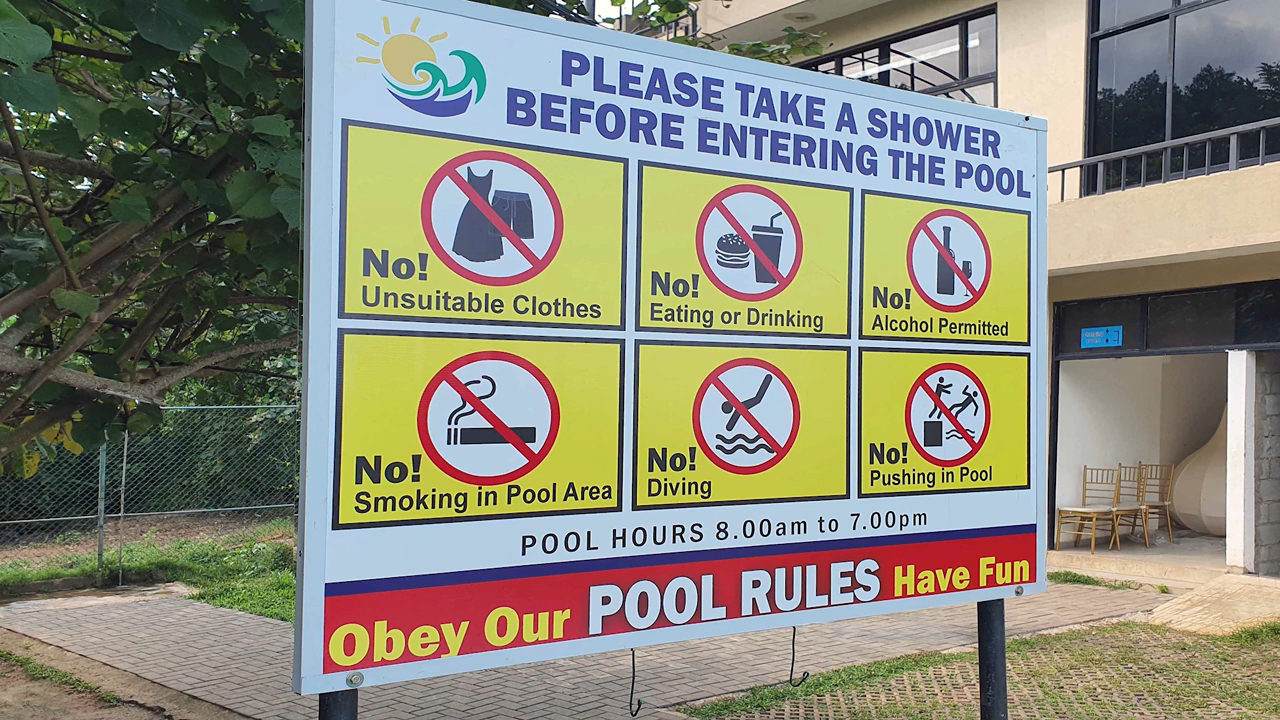 PLEASE TAKE A SHOWER
BEFORE ENTERING THE POOL
No!
Unsuitable Clothes
No!
Eating or Drinking
No!
Alcohol Permitted
No!
Smoking in Pool Area
No!
Diving
No!
Pushing in Pool
POOL HOURS 8.00am to 7.00pm
Obey Our POOL RULES Have Fun